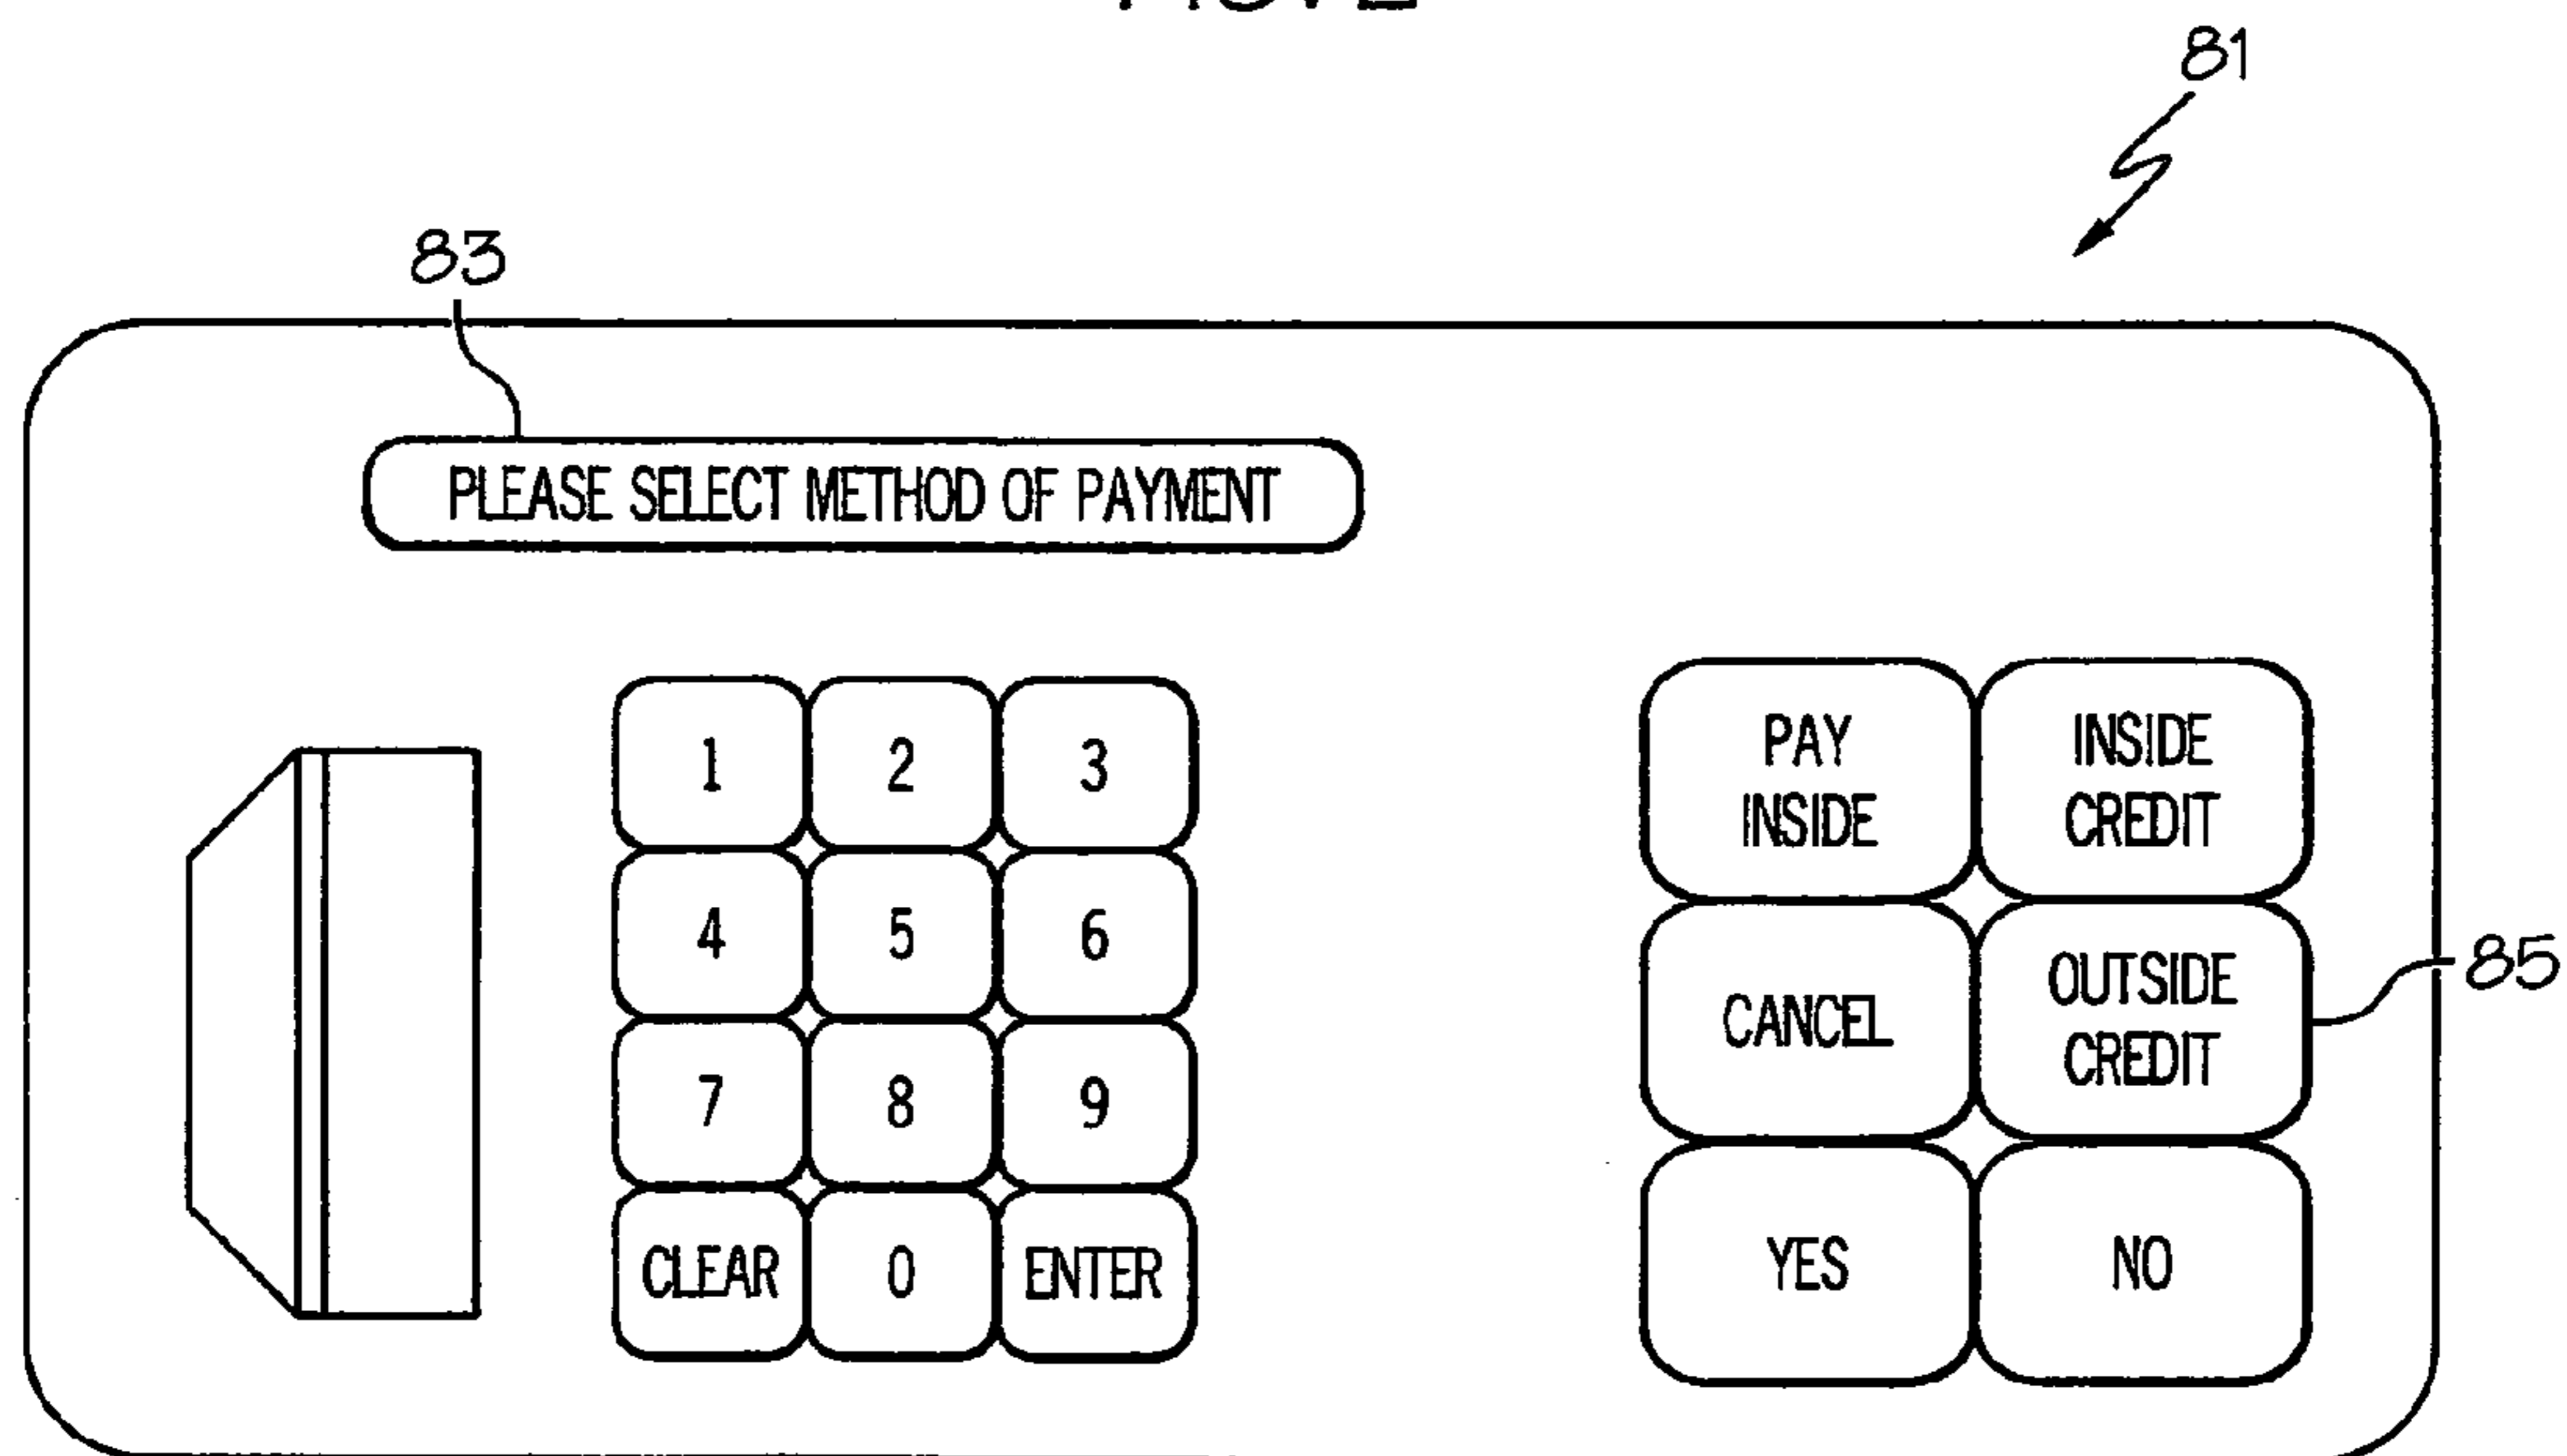 81
83
PLEASE SELECT METHOD OF PAYMENT
1 2 3
4 5 6
7 8 9
CLEAR 0 ENTER
PAY
INSIDE
INSIDE
CREDIT
CANCEL
OUTSIDE
CREDIT
85
YES
NO